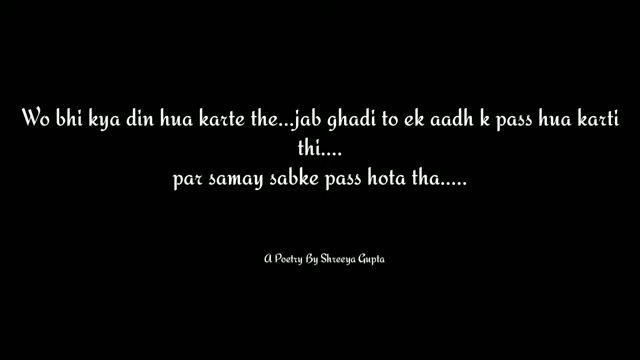 Wo bhi kya din hua karte the...jab ghadi to ek aadh k pass hua karti
thi....
par samay sabke pass hota tha.....
A Poetry By Shreeya Gupta